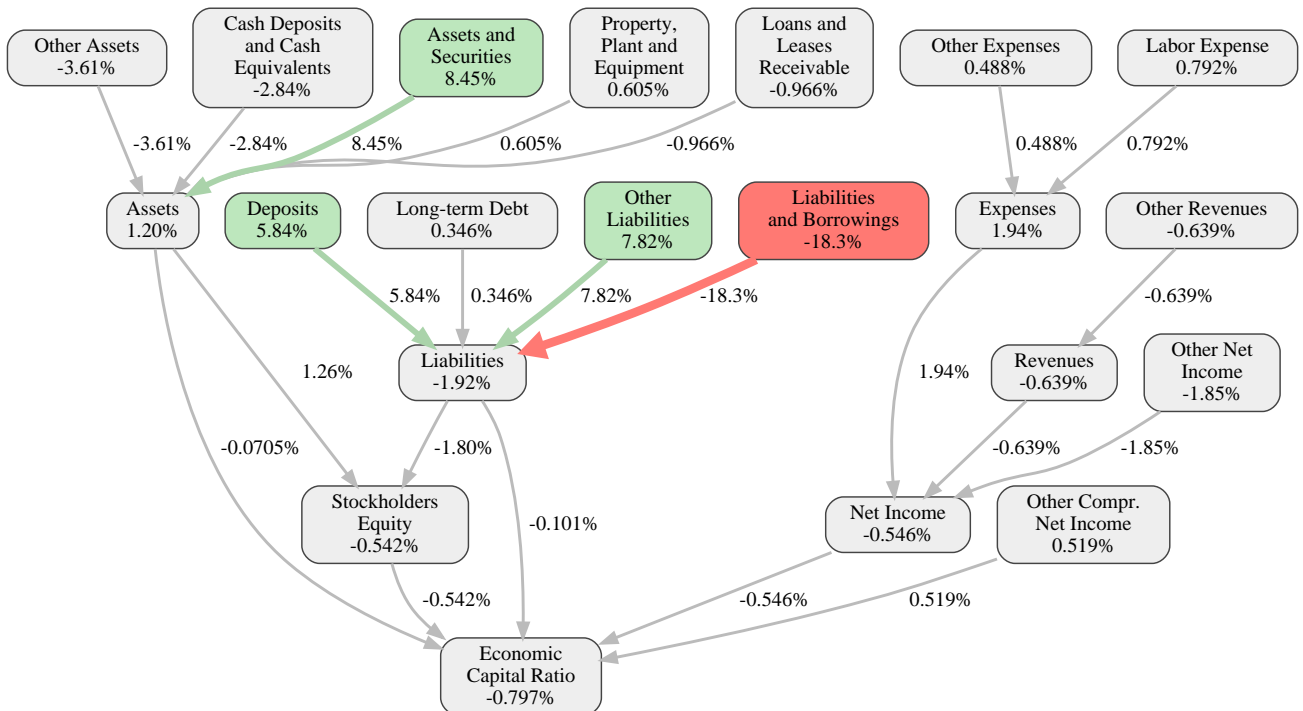 Other Assets
-3.61%
Cash Deposits
and Cash
Equivalents
-2.84%
Assets and
Securities
8.45%
Property,
Plant and
Equipment
0.605%
Loans and
Leases
Receivable
-0.966%
Other Expenses
0.488%
Labor Expense
0.792%
-3.61%
-2.84%
8.45%
0.605%
-0.966%
0.488%
0.792%
Assets
1.20%
Deposits
5.84%
Long-term Debt
0.346%
Other
Liabilities
7.82%
Liabilities
and Borrowings
-18.3%
Expenses
1.94%
Other Revenues
-0.639%
5.84%
0.346%
7.82%
-18.3%
-0.639%
Liabilities
-1.92%
Revenues
-0.639%
Other Net
Income
-1.85%
1.26%
1.94%
-0.0705%
-1.80%
-0.639%
-1.85%
Stockholders
Equity
-0.542%
-0.101%
Net Income
-0.546%
Other Compr.
Net Income
0.519%
-0.542%
-0.546%
0.519%
Economic
Capital Ratio
-0.797%